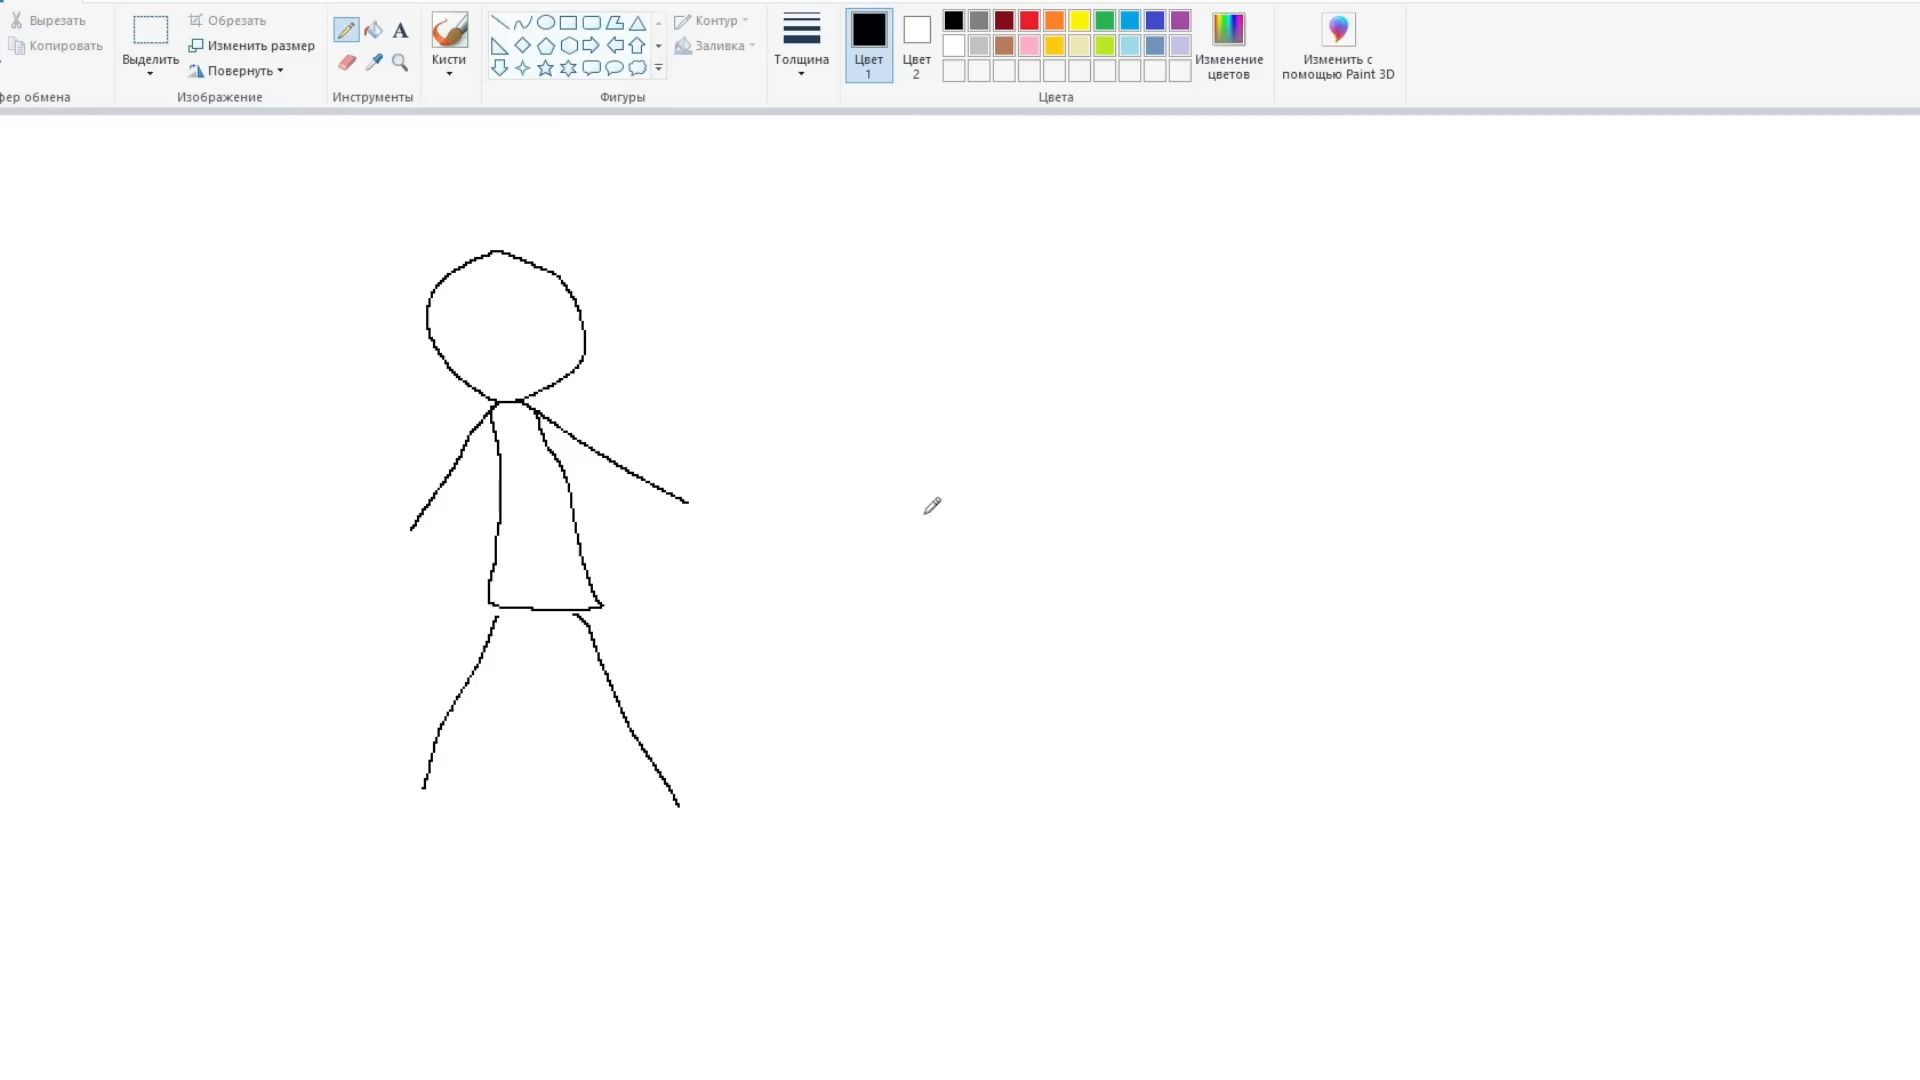 Вырезать
Копировать
фер обмена
Выделить
Обрезать
Изменить размер
Повернуть
Изображение
A
Инструменты
Кисти
Контур
Заливка
Фигуры
Толщина
Цвет
1
Цвет
2
Изменение
цветов
Цвета
Изменить с
помощью Paint 3D